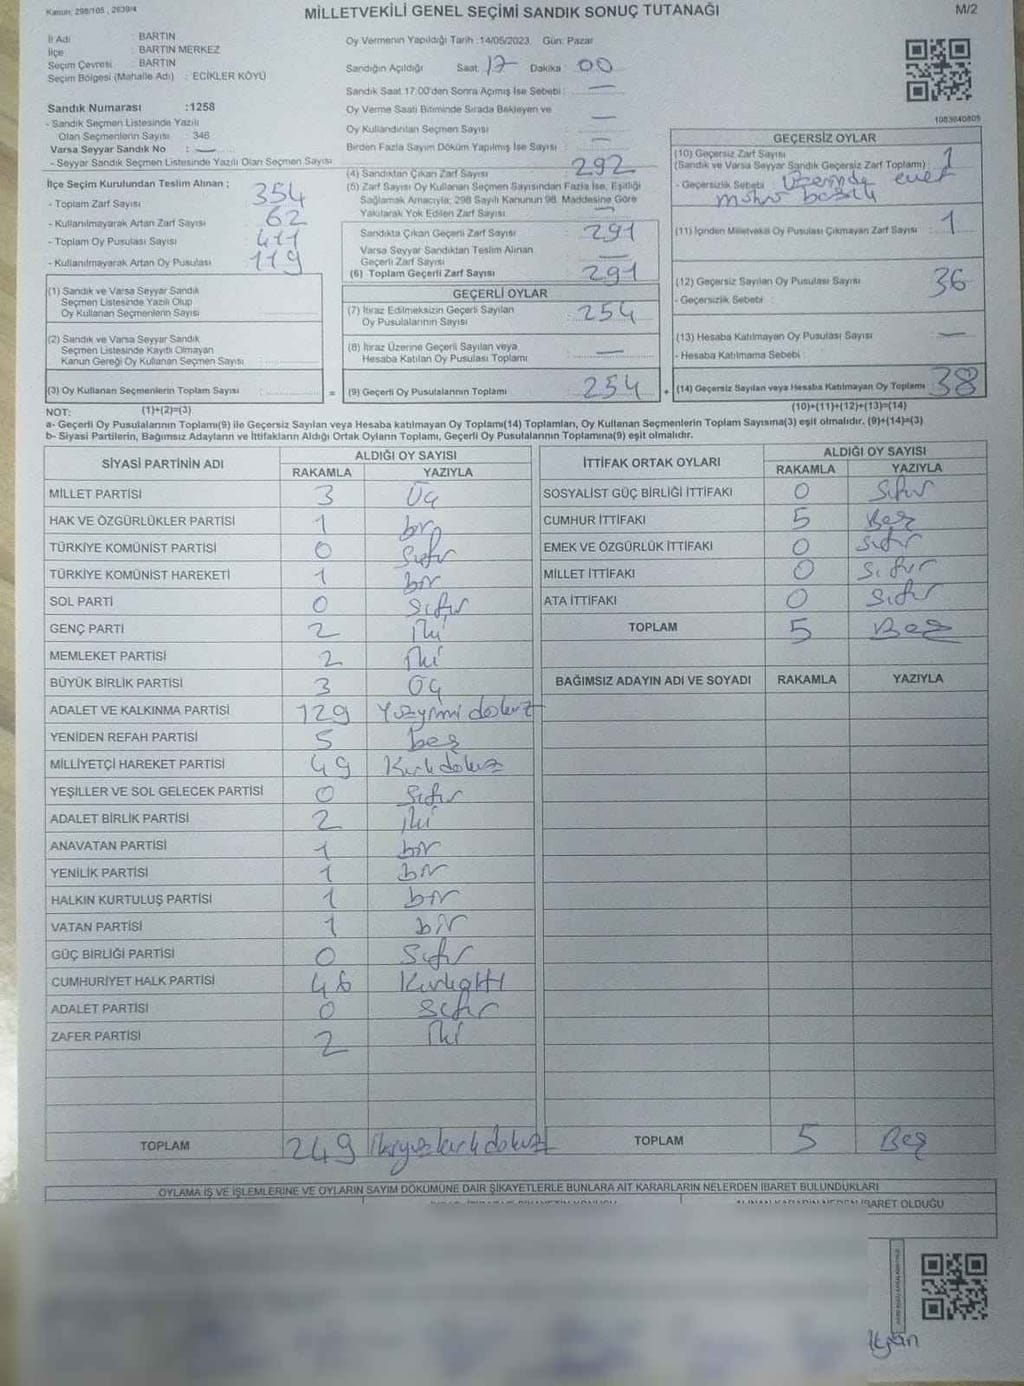 Kanun: 298/105 , 2839/4
MİLLETVEKİLİ GENEL SEÇİMİ SANDIK SONUÇ TUTANAĞI
M/2
İl Adı : BARTIN
İlçe : BARTIN MERKEZ
Seçim Çevresi : BARTIN
Seçim Bölgesi (Mahalle Adı) : ECİKLER KÖYÜ
Sandık Numarası :1258
- Sandık Seçmen Listesinde Yazılı
Olan Seçmenlerin Sayısı : 346
Varsa Seyyar Sandık No : —
- Seyyar Sandık Seçmen Listesinde Yazılı Olan Seçmen Sayısı
Oy Vermenin Yapıldığı Tarih :14/05/2023 Gün: Pazar
Sandığın Açıldığı Saat 17 Dakika 00
Sandık Saat 17:00'den Sonra Açılmış İse Sebebi : —
Oy Verme Saati Bitiminde Sırada Bekleyen ve
Oy Kullandırılan Seçmen Sayısı —
Birden Fazla Sayım Döküm Yapılmış İse Sayısı : —
1083840805
İlçe Seçim Kurulundan Teslim Alınan ;
- Toplam Zarf Sayısı 354
- Kullanılmayarak Artan Zarf Sayısı 62
- Toplam Oy Pusulası Sayısı 411
- Kullanılmayarak Artan Oy Pusulası 119
(1) Sandık ve Varsa Seyyar Sandık
Seçmen Listesinde Yazılı Olup
Oy Kullanan Seçmenlerin Sayısı
(2) Sandık ve Varsa Seyyar Sandık
Seçmen Listesinde Kayıtlı Olmayan
Kanun Gereği Oy Kullanan Seçmen Sayısı
(3) Oy Kullanan Seçmenlerin Toplam Sayısı =
(4) Sandıktan Çıkan Zarf Sayısı : 292
(5) Zarf Sayısı Oy Kullanan Seçmen Sayısından Fazla İse, Eşitliği
Sağlamak Amacıyla, 298 Sayılı Kanunun 98. Maddesine Göre
Yakılarak Yok Edilen Zarf Sayısı
Sandıkta Çıkan Geçerli Zarf Sayısı : 291
Varsa Seyyar Sandıktan Teslim Alınan
Geçerli Zarf Sayısı —
(6) Toplam Geçerli Zarf Sayısı 291
GEÇERLİ OYLAR
(7) İtiraz Edilmeksizin Geçerli Sayılan
Oy Pusulalarının Sayısı : 254
(8) İtiraz Üzerine Geçerli Sayılan veya
Hesaba Katılan Oy Pusulası Toplamı —
(9) Geçerli Oy Pusulalarının Toplamı 254 +
GEÇERSİZ OYLAR
(10) Geçersiz Zarf Sayısı
(Sandık ve Varsa Seyyar Sandık Geçersiz Zarf Toplamı) : 1
- Geçersizlik Sebebi : Üzerinde evet
mührü basılı
(11) İçinden Milletvekili Oy Pusulası Çıkmayan Zarf Sayısı : 1
(12) Geçersiz Sayılan Oy Pusulası Sayısı : 36
- Geçersizlik Sebebi :
(13) Hesaba Katılmayan Oy Pusulası Sayısı —
- Hesaba Katılmama Sebebi :
(14) Geçersiz Sayılan veya Hesaba Katılmayan Oy Toplamı 38
NOT: (1)+(2)=(3)
(10)+(11)+(12)+(13)=(14)
a- Geçerli Oy Pusulalarının Toplamı(9) ile Geçersiz Sayılan veya Hesaba katılmayan Oy Toplamı(14) Toplamları, Oy Kullanan Seçmenlerin Toplam Sayısına(3) eşit olmalıdır. (9)+(14)=(3)
b- Siyasi Partilerin, Bağımsız Adayların ve İttifakların Aldığı Ortak Oyların Toplamı, Geçerli Oy Pusulalarının Toplamına(9) eşit olmalıdır.
SİYASİ PARTİNİN ADI ALDIĞI OY SAYISI
RAKAMLA YAZIYLA
MİLLET PARTİSİ 3 Üç
HAK VE ÖZGÜRLÜKLER PARTİSİ 1 bir
TÜRKİYE KOMÜNİST PARTİSİ 0 Sıfır
TÜRKİYE KOMÜNİST HAREKETİ 1 bir
SOL PARTİ 0 Sıfır
GENÇ PARTİ 2 İki
MEMLEKET PARTİSİ 2 İki
BÜYÜK BİRLİK PARTİSİ 3 Üç
ADALET VE KALKINMA PARTİSİ 129 Yüzyirmi dokuz
YENİDEN REFAH PARTİSİ 5 beş
MİLLİYETÇİ HAREKET PARTİSİ 49 Kırkdokuz
YEŞİLLER VE SOL GELECEK PARTİSİ 0 Sıfır
ADALET BİRLİK PARTİSİ 2 İki
ANAVATAN PARTİSİ 1 bir
YENİLİK PARTİSİ 1 bir
HALKIN KURTULUŞ PARTİSİ 1 bir
VATAN PARTİSİ 1 bir
GÜÇ BİRLİĞİ PARTİSİ 0 Sıfır
CUMHURİYET HALK PARTİSİ 46 Kırkaltı
ADALET PARTİSİ 0 Sıfır
ZAFER PARTİSİ 2 İki
TOPLAM 249 İkiyüzkırkdokuz
İTTİFAK ORTAK OYLARI ALDIĞI OY SAYISI
RAKAMLA YAZIYLA
SOSYALİST GÜÇ BİRLİĞİ İTTİFAKI 0 Sıfır
CUMHUR İTTİFAKI 5 Beş
EMEK VE ÖZGÜRLÜK İTTİFAKI 0 Sıfır
MİLLET İTTİFAKI 0 Sıfır
ATA İTTİFAKI 0 Sıfır
TOPLAM 5 Beş
BAĞIMSIZ ADAYIN ADI VE SOYADI RAKAMLA YAZIYLA
TOPLAM 5 Beş
OYLAMA İŞ VE İŞLEMLERİNE VE OYLARIN SAYIM DÖKÜMÜNE DAİR ŞİKAYETLERLE BUNLARA AİT KARARLARIN NELERDEN İBARET BULUNDUKLARI
İBARET OLDUĞU